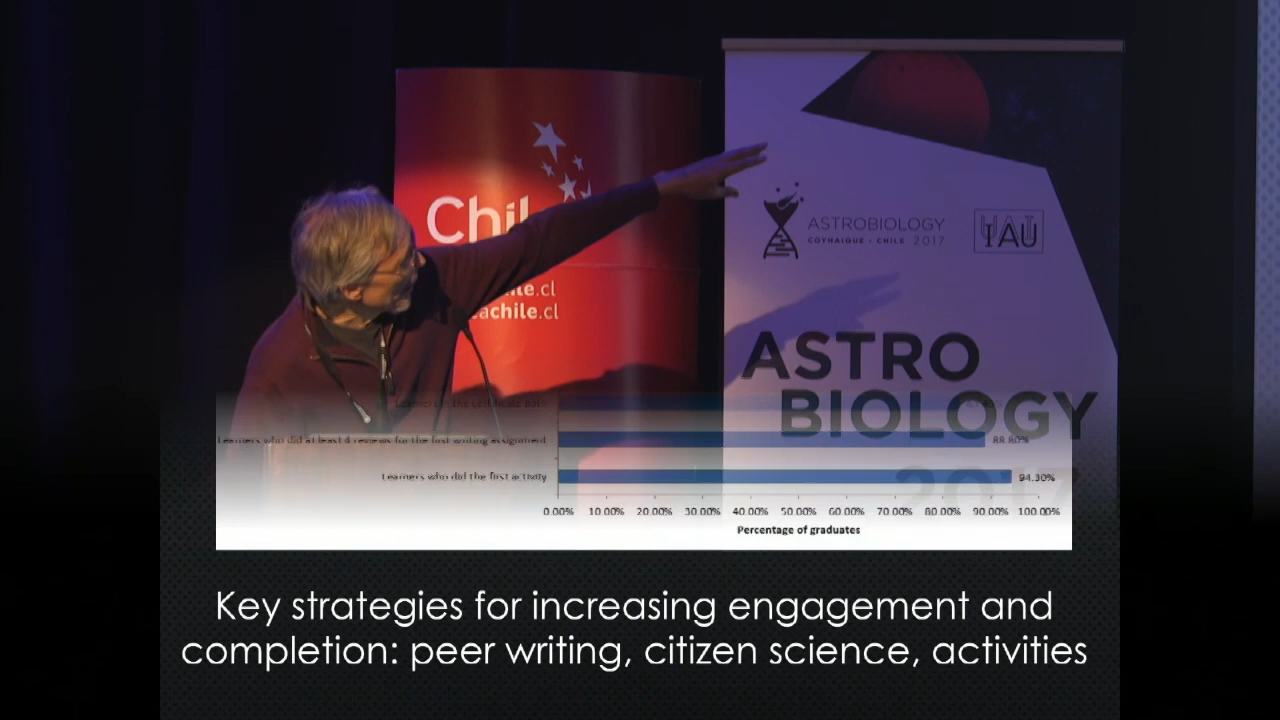 Chil
ile.cl
achile.cl
ASTROBIOLOGY
COYHAIQUE - CHILE 2017
IAU
ASTRO
BIOLOGY
2017
Learners who did at least 4 reviews for the first writing assignment
88.80%
Learners who did the first activity
94.30%
0.00% 10.00% 20.00% 30.00% 40.00% 50.00% 60.00% 70.00% 80.00% 90.00% 100.00%
Percentage of graduates
Key strategies for increasing engagement and
completion: peer writing, citizen science, activities